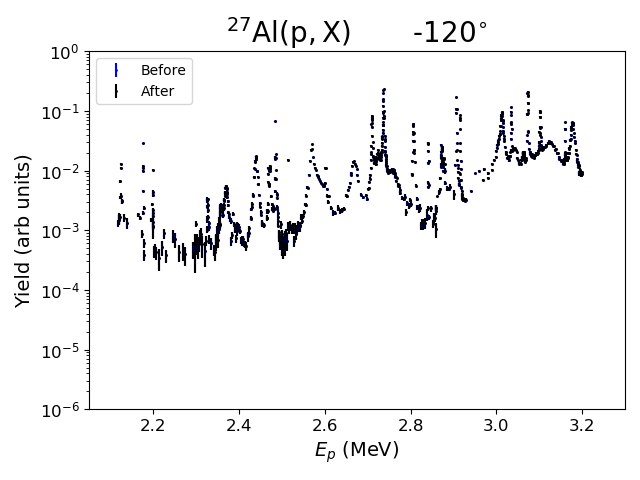 ²⁷Al(p, X) -120°
Before
After
Yield (arb units)
10⁰
10⁻¹
10⁻²
10⁻³
10⁻⁴
10⁻⁵
10⁻⁶
2.2 2.4 2.6 2.8 3.0 3.2
Eₚ (MeV)